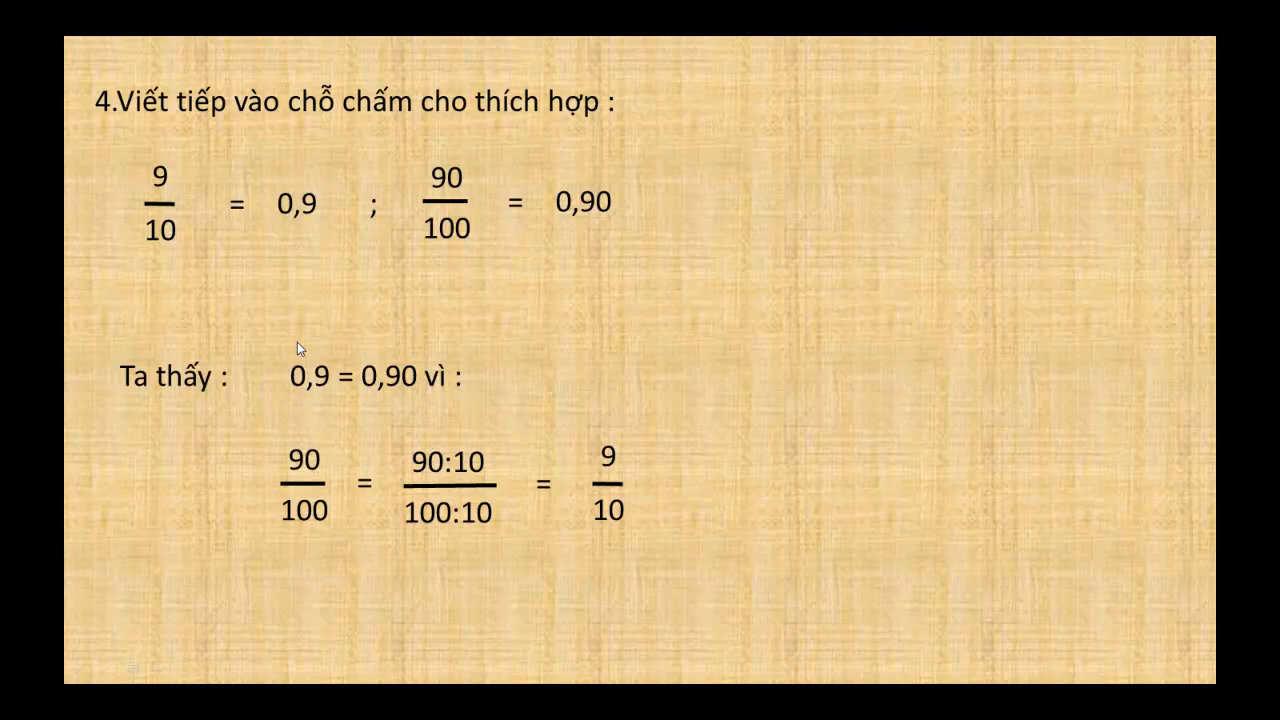 4.Viết tiếp vào chỗ chấm cho thích hợp :
9/10 = 0,9 ; 90/100 = 0,90
Ta thấy : 0,9 = 0,90 vì :
90/100 = 90:10/100:10 = 9/10